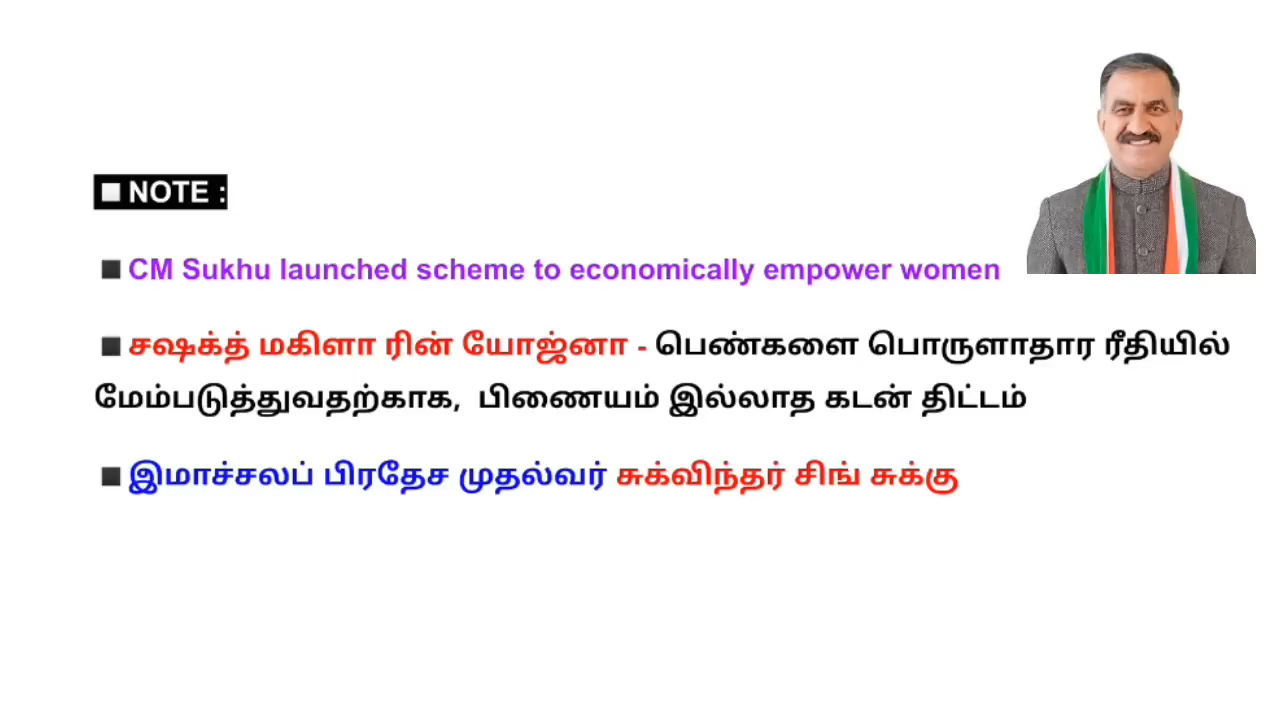 ◻ NOTE :
◾ CM Sukhu launched scheme to economically empower women
◾ சஷக்த் மகிளா ரின் யோஜ்னா - பெண்களை பொருளாதார ரீதியில்
மேம்படுத்துவதற்காக, பிணையம் இல்லாத கடன் திட்டம்
◾ இமாச்சலப் பிரதேச முதல்வர் சுக்விந்தர் சிங் சுக்கு